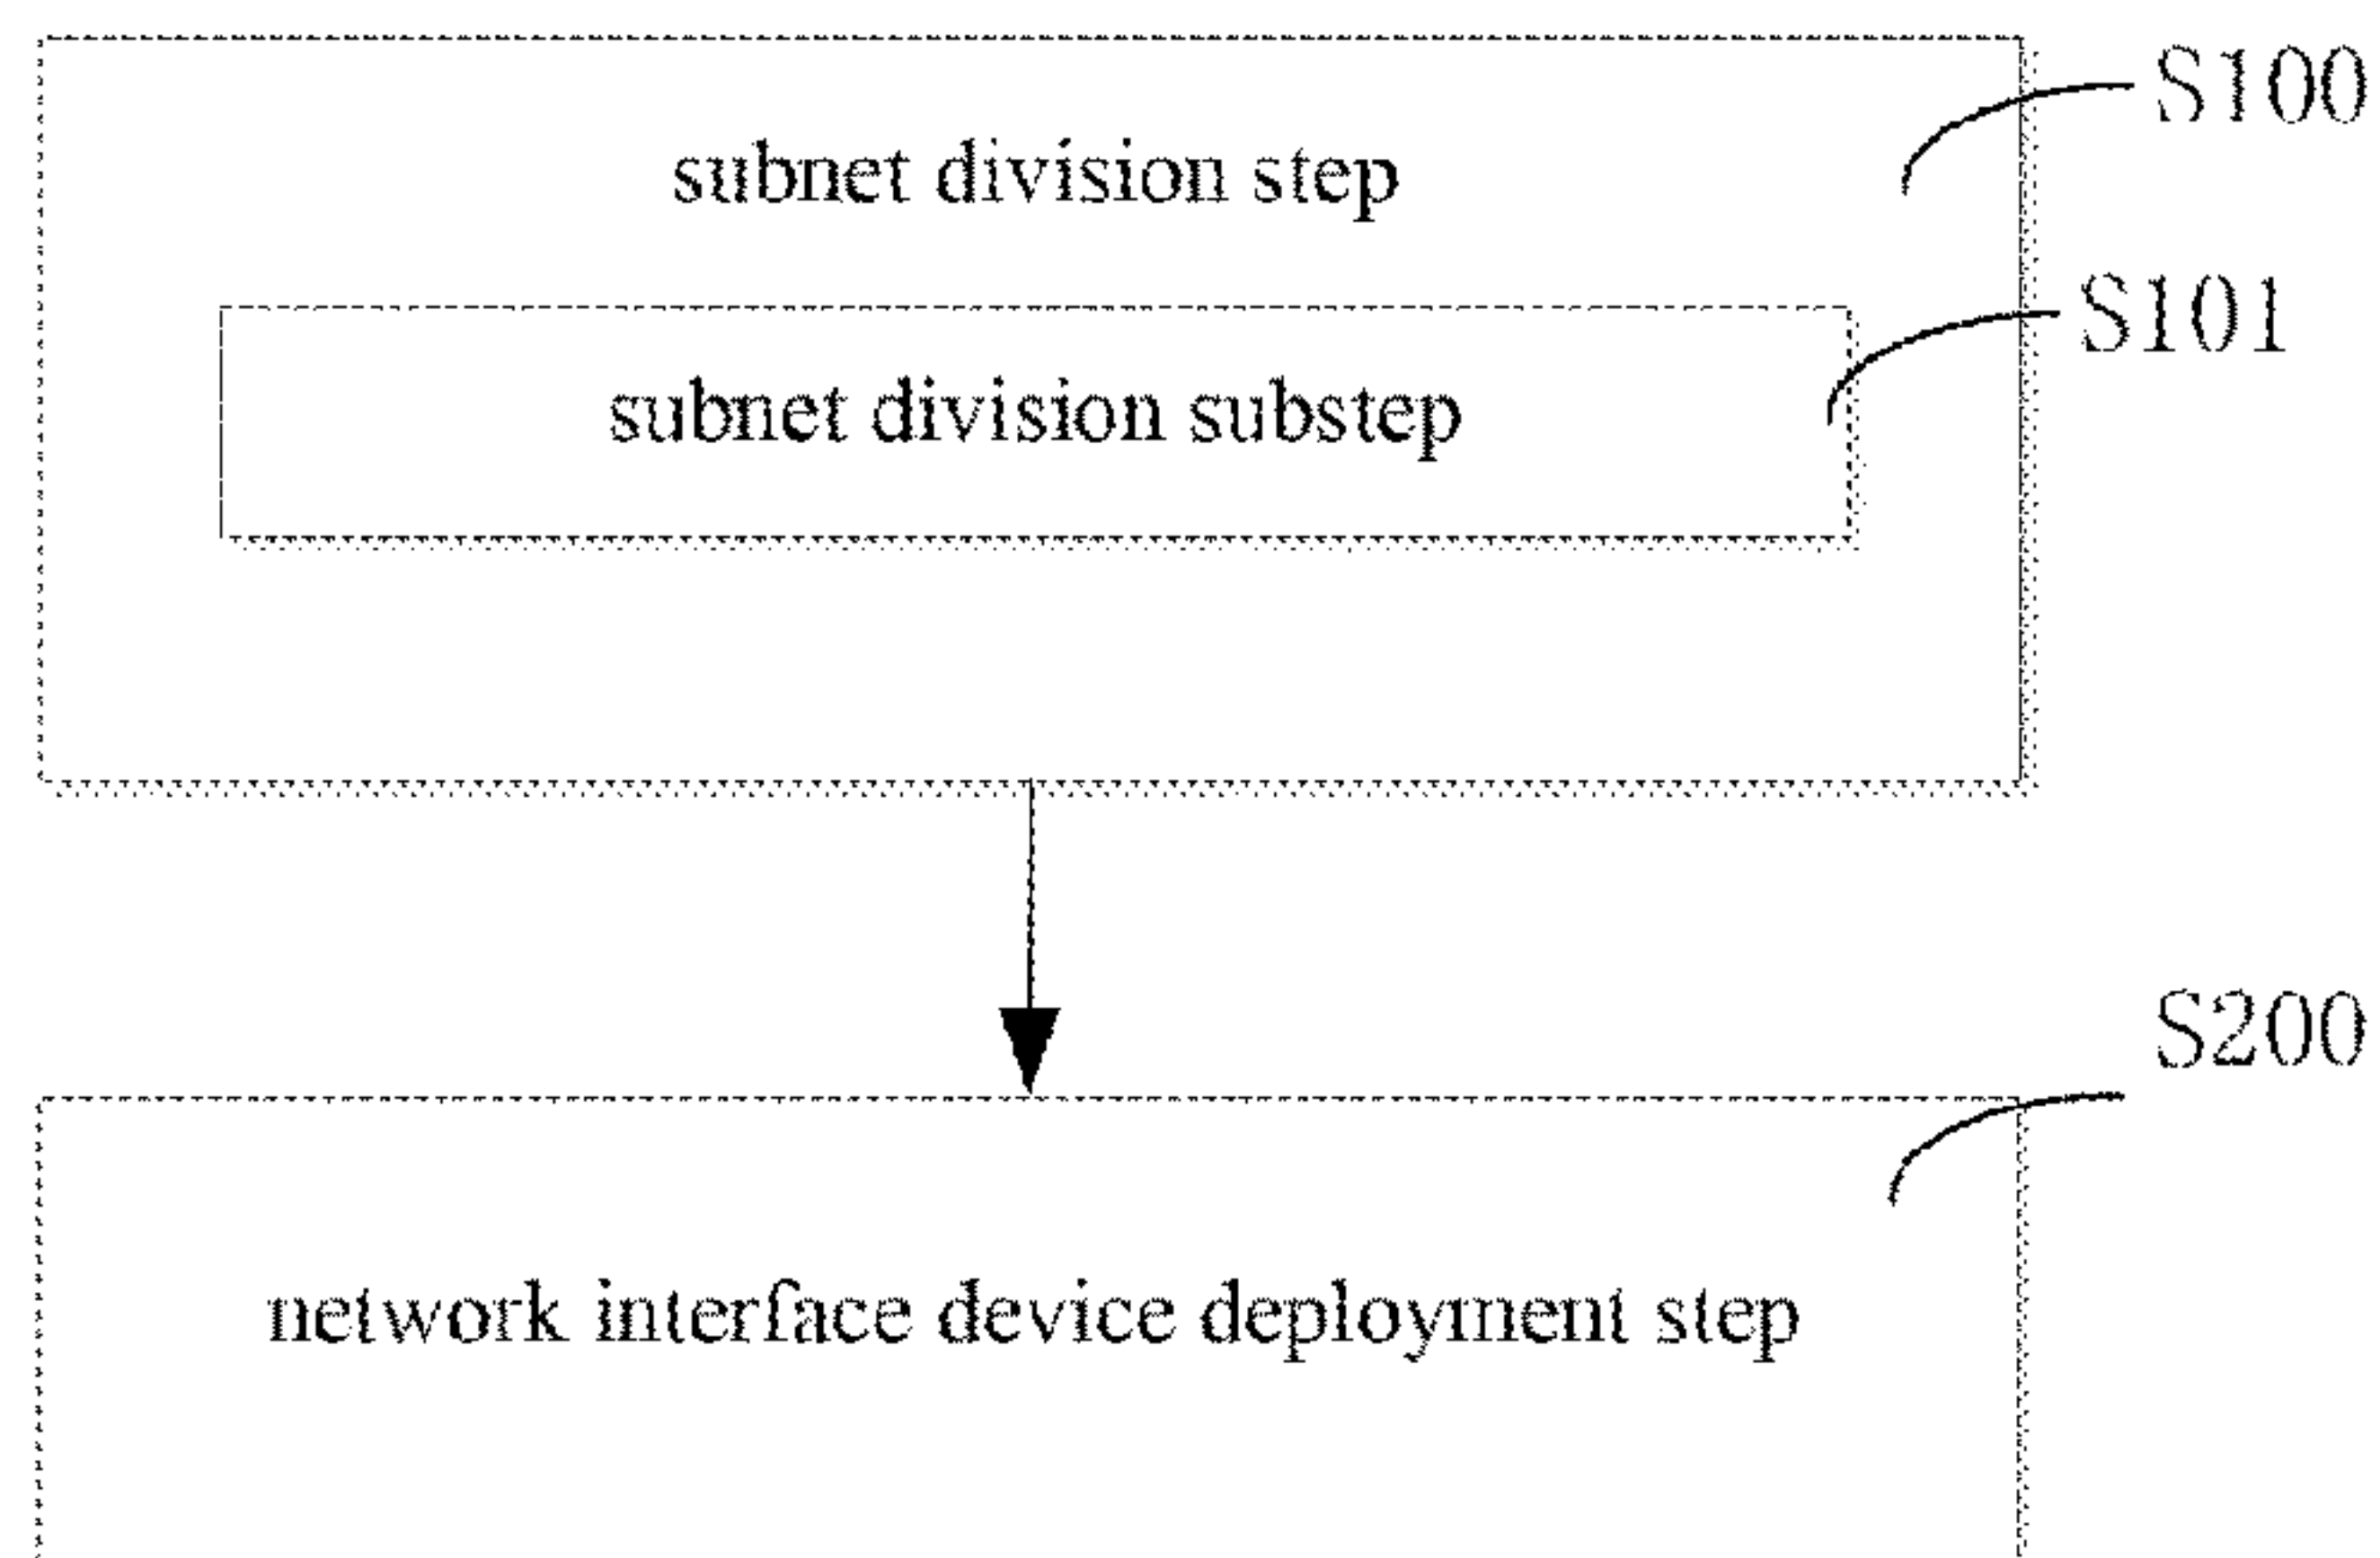 S100
subnet division step
S101
subnet division substep
S200
network interface device deployment step